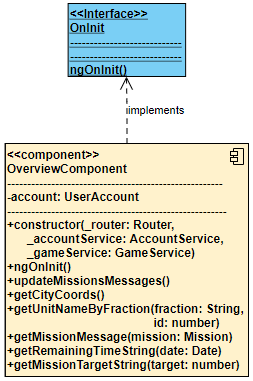 <<Interface>>
OnInit
ngOnInit()
implements
<<component>>
OverviewComponent
-account: UserAccount
+constructor(_router: Router,
_accountService: AccountService,
_gameService: GameService)
+ngOnInit()
+updateMissionsMessages()
+getCityCoords()
+getUnitNameByFraction(fraction: String,
id: number)
+getMissionMessage(mission: Mission)
+getRemainingTimeString(date: Date)
+getMissionTargetString(target: number)